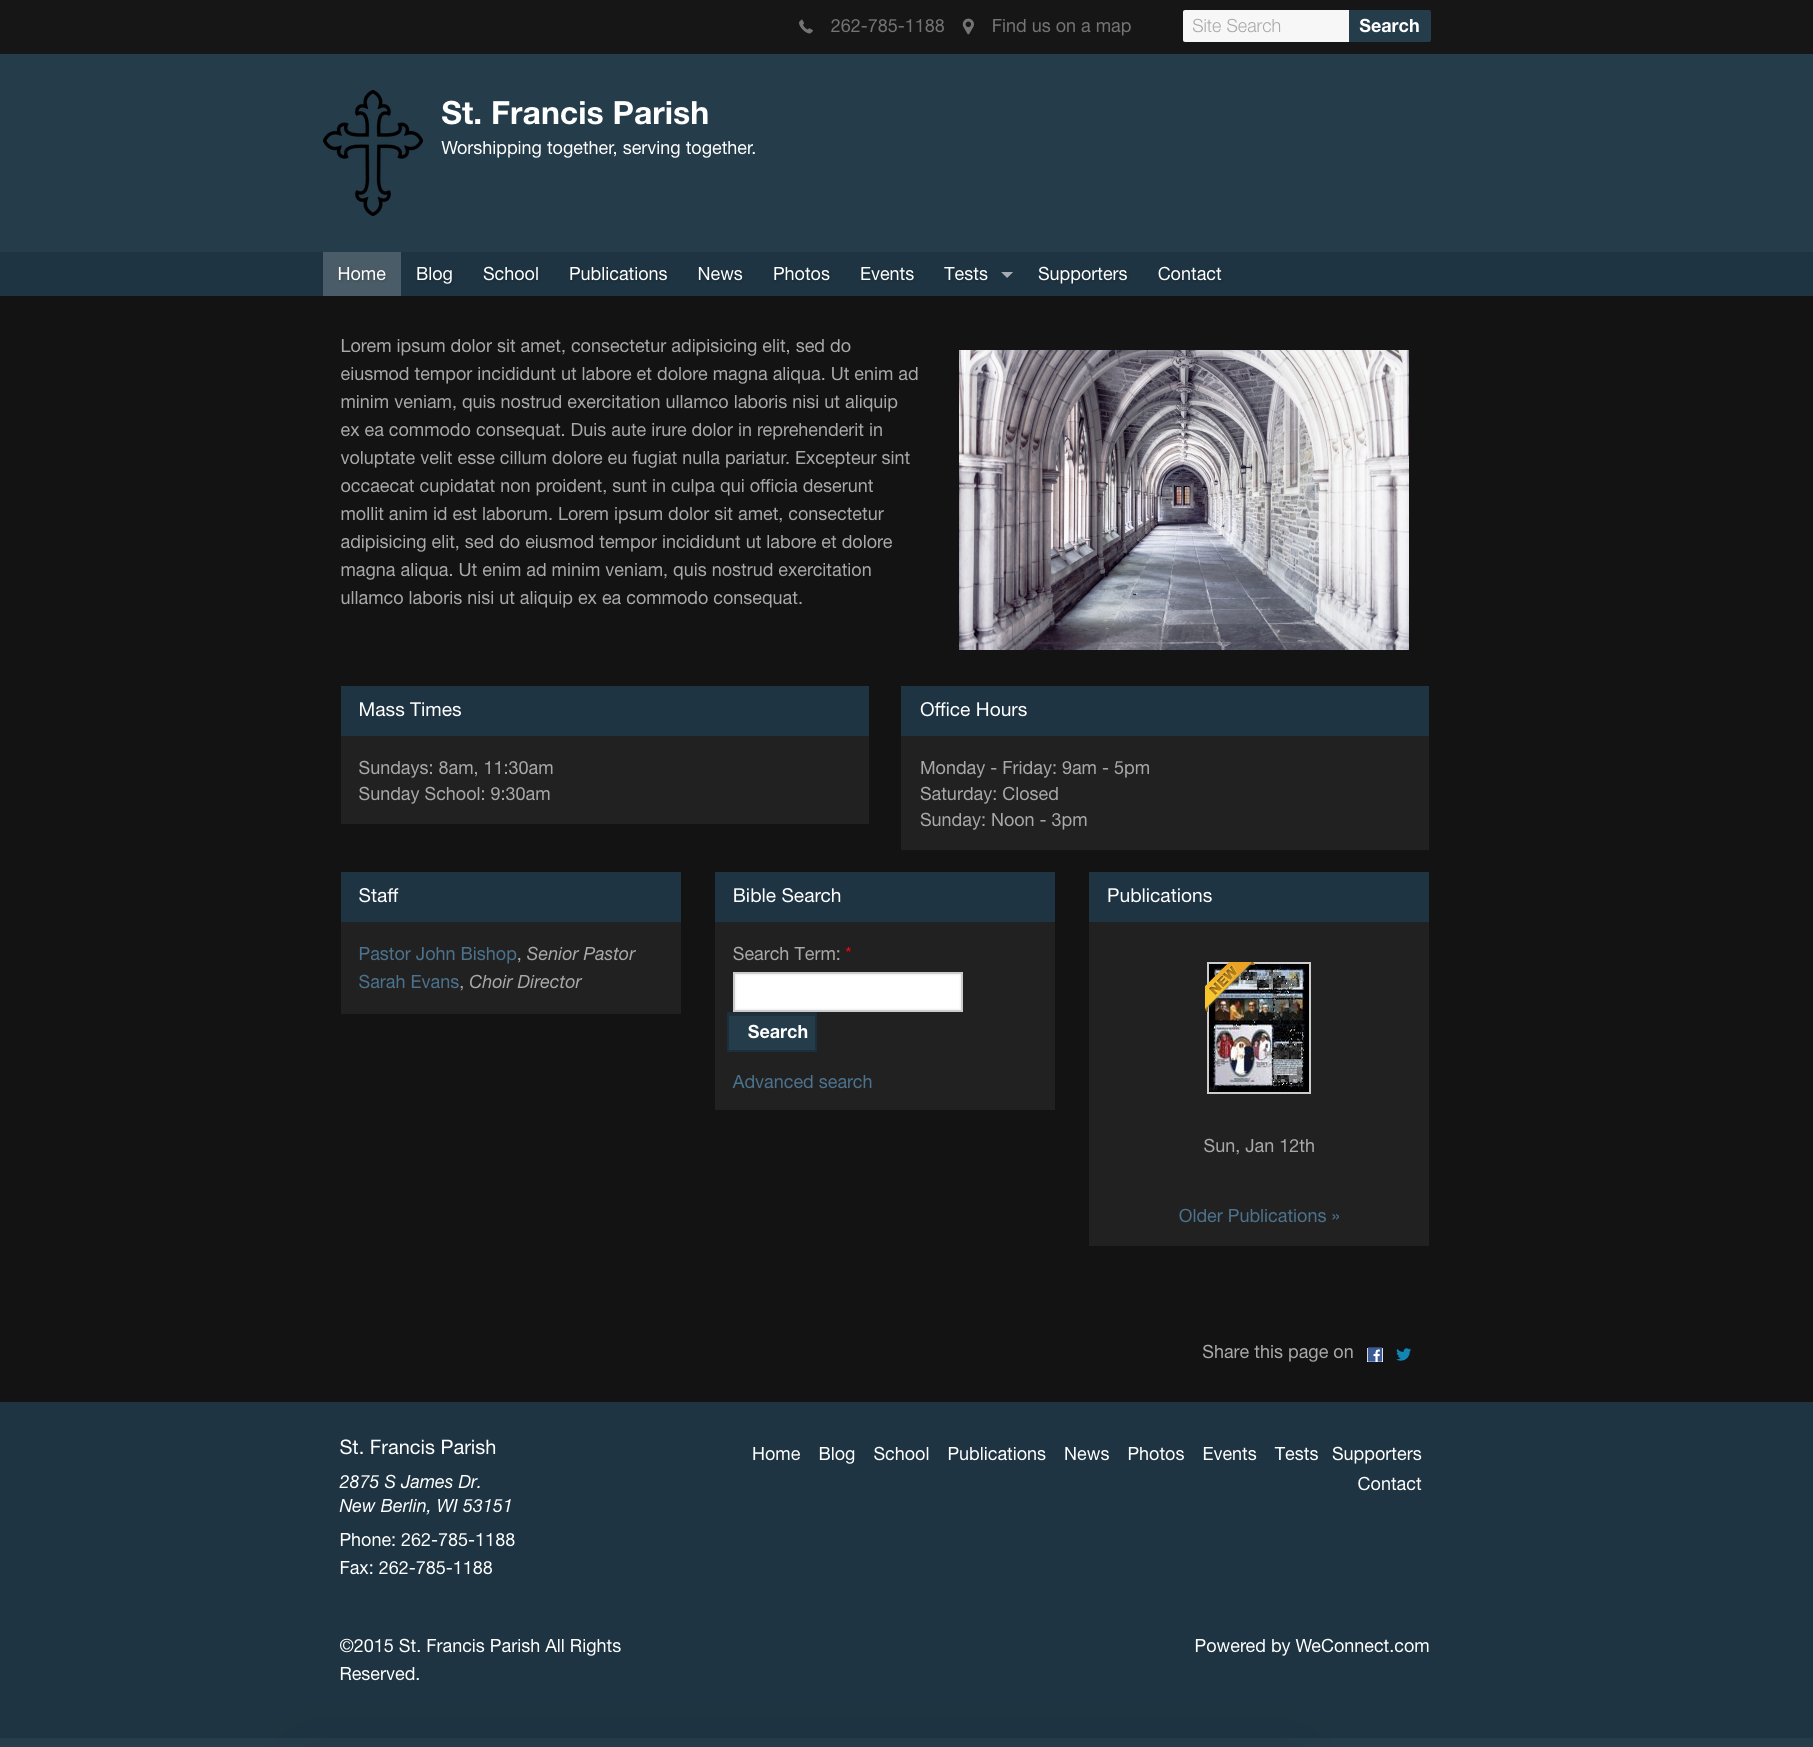 262-785-1188 Find us on a map Site Search Search
St. Francis Parish
Worshipping together, serving together.
Home Blog School Publications News Photos Events Tests Supporters Contact
Lorem ipsum dolor sit amet, consectetur adipisicing elit, sed do
eiusmod tempor incididunt ut labore et dolore magna aliqua. Ut enim ad
minim veniam, quis nostrud exercitation ullamco laboris nisi ut aliquip
ex ea commodo consequat. Duis aute irure dolor in reprehenderit in
voluptate velit esse cillum dolore eu fugiat nulla pariatur. Excepteur sint
occaecat cupidatat non proident, sunt in culpa qui officia deserunt
mollit anim id est laborum. Lorem ipsum dolor sit amet, consectetur
adipisicing elit, sed do eiusmod tempor incididunt ut labore et dolore
magna aliqua. Ut enim ad minim veniam, quis nostrud exercitation
ullamco laboris nisi ut aliquip ex ea commodo consequat.
Mass Times
Sundays: 8am, 11:30am
Sunday School: 9:30am
Office Hours
Monday - Friday: 9am - 5pm
Saturday: Closed
Sunday: Noon - 3pm
Staff
Pastor John Bishop, Senior Pastor
Sarah Evans, Choir Director
Bible Search
Search Term: *
Search
Advanced search
Publications
NEW
Sun, Jan 12th
Older Publications »
Share this page on
St. Francis Parish
2875 S James Dr.
New Berlin, WI 53151
Phone: 262-785-1188
Fax: 262-785-1188
Home Blog School Publications News Photos Events Tests Supporters
Contact
©2015 St. Francis Parish All Rights
Reserved.
Powered by WeConnect.com